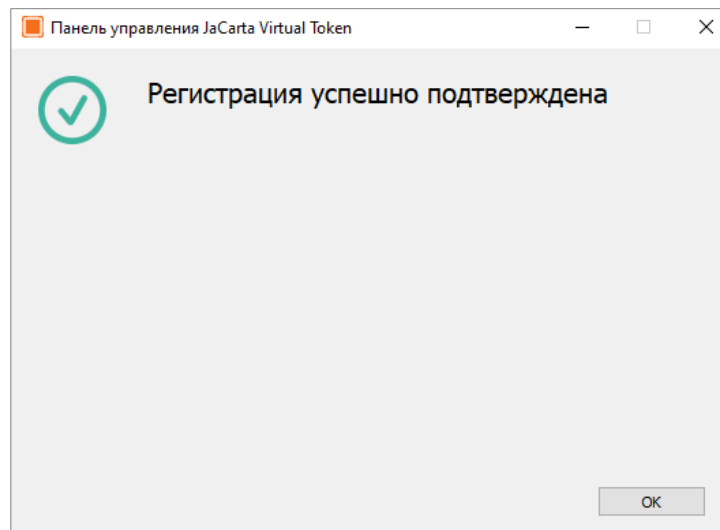 Панель управления JaCarta Virtual Token
Регистрация успешно подтверждена
OK